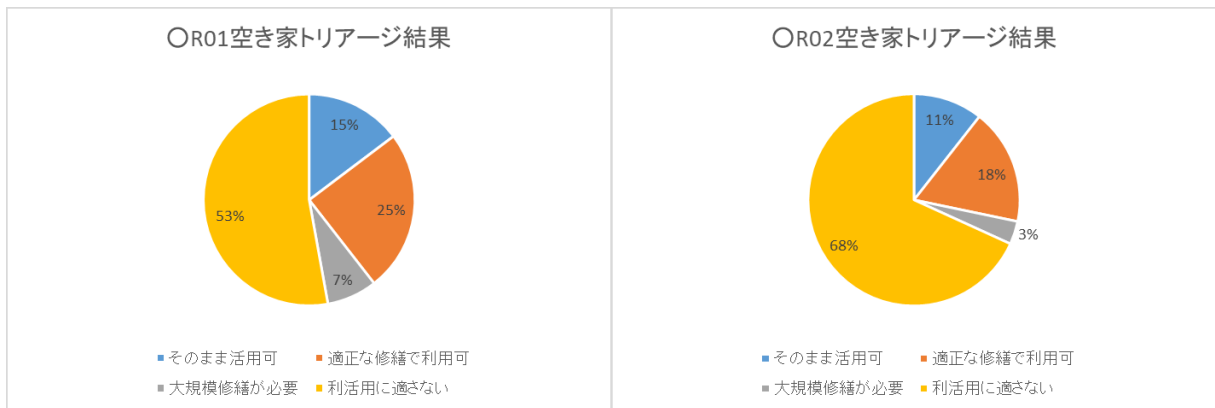 〇R01空き家トリアージ結果
15%
25%
7%
53%
そのまま活用可
適正な修繕で利用可
大規模修繕が必要
利活用に適さない
〇R02空き家トリアージ結果
11%
18%
3%
68%
そのまま活用可
適正な修繕で利用可
大規模修繕が必要
利活用に適さない